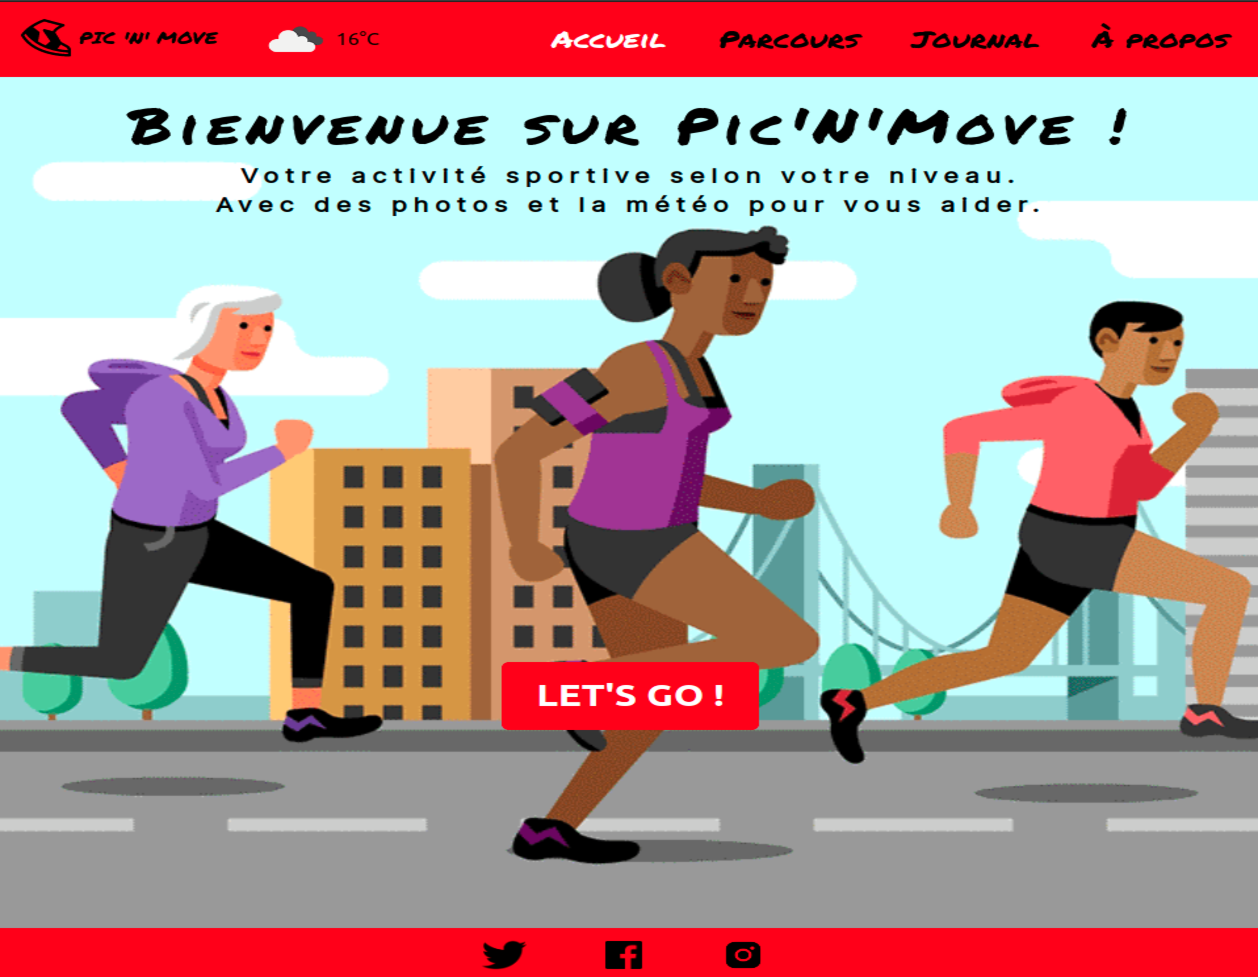 PIC 'N' MOVE
16°C
Accueil
Parcours
Journal
À propos
Bienvenue sur Pic'N'Move !
Votre activité sportive selon votre niveau.
Avec des photos et la météo pour vous aider.
LET'S GO !